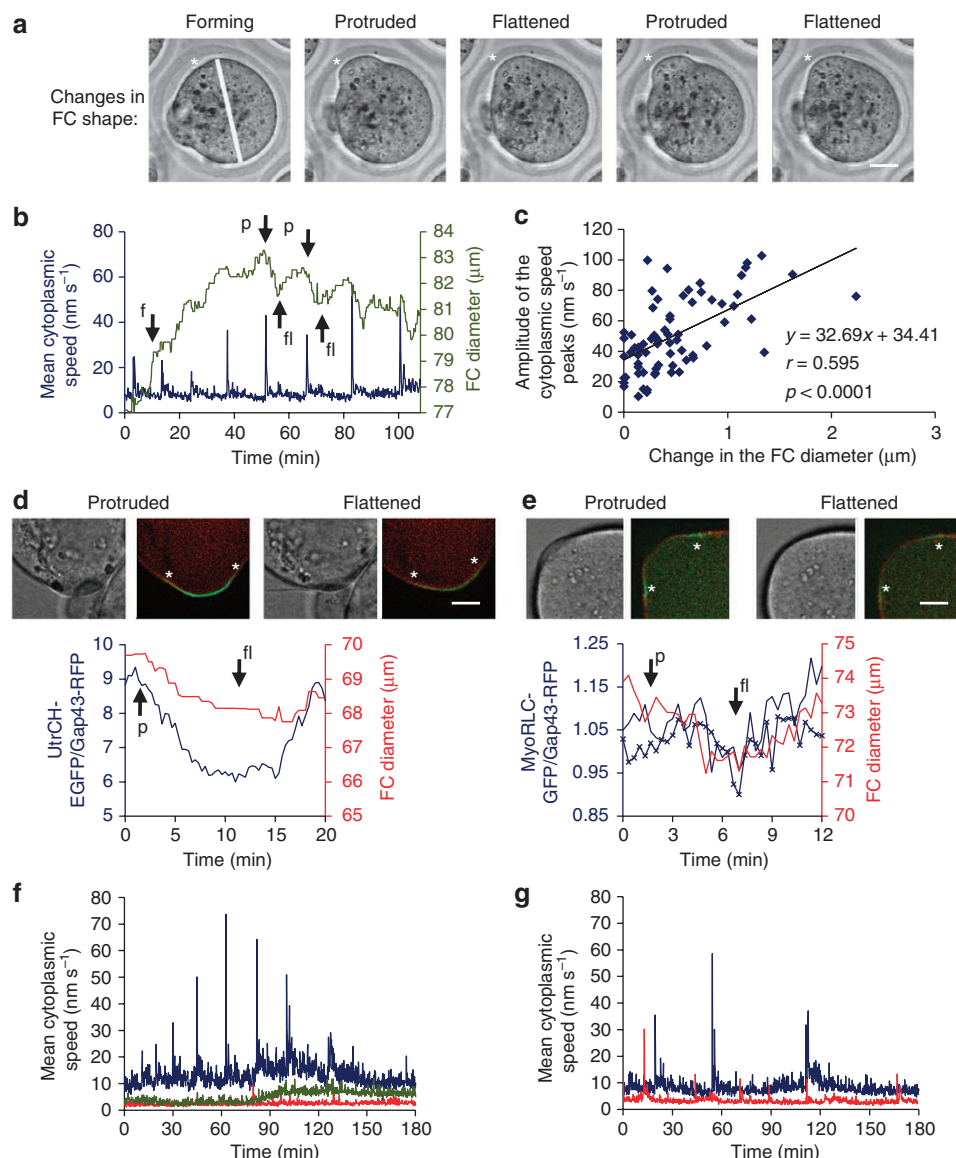 a
Forming Protruded Flattened Protruded Flattened
Changes in
FC shape:
* * * * *
b
Mean cytoplasmic
speed (nm s⁻¹)
80
60
40
20
0
f
p p
fl fl
84
83
82
81
80
79
78
77
FC diameter (μm)
0 20 40 60 80 100
Time (min)
c
Amplitude of the
cytoplasmic speed
peaks (nm s⁻¹)
120
100
80
60
40
20
0
y = 32.69x + 34.41
r = 0.595
p < 0.0001
0 1 2 3
Change in the FC diameter (μm)
d
Protruded Flattened
* * * *
UtrCH-
EGFP/Gap43-RFP
10
9
8
7
6
5
p
fl
70
69
68
67
66
65
FC diameter (μm)
0 5 10 15 20
Time (min)
e
Protruded Flattened
* * * *
MyoRLC-
GFP/Gap43-RFP
1.25
1.15
1.05
0.95
0.85
p
fl
75
74
73
72
71
70
FC diameter (μm)
0 3 6 9 12
Time (min)
f
Mean cytoplasmic
speed (nm s⁻¹)
80
70
60
50
40
30
20
10
0
0 30 60 90 120 150 180
Time (min)
g
Mean cytoplasmic
speed (nm s⁻¹)
80
70
60
50
40
30
20
10
0
0 30 60 90 120 150 180
Time (min)